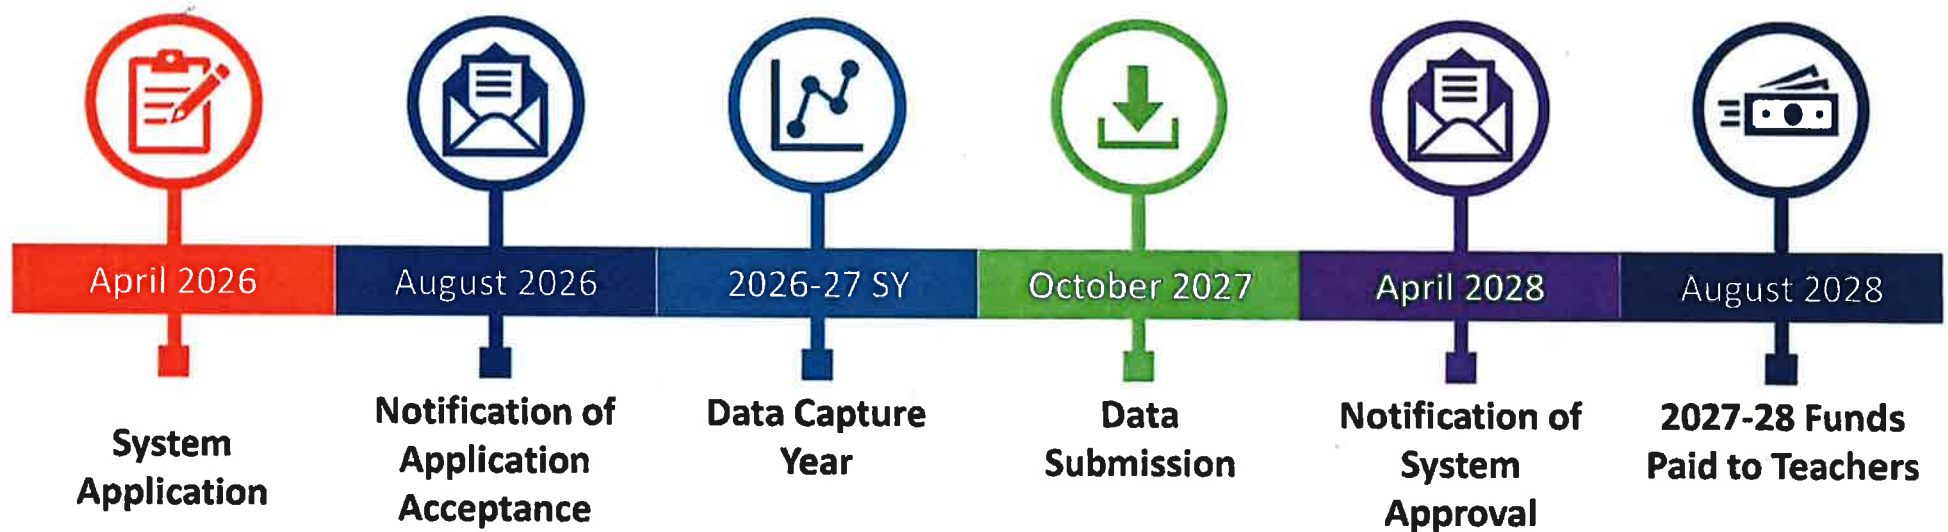 April 2026
August 2026
2026-27 SY
October 2027
April 2028
August 2028
System
Application
Notification of
Application
Acceptance
Data Capture
Year
Data
Submission
Notification of
System
Approval
2027-28 Funds
Paid to Teachers